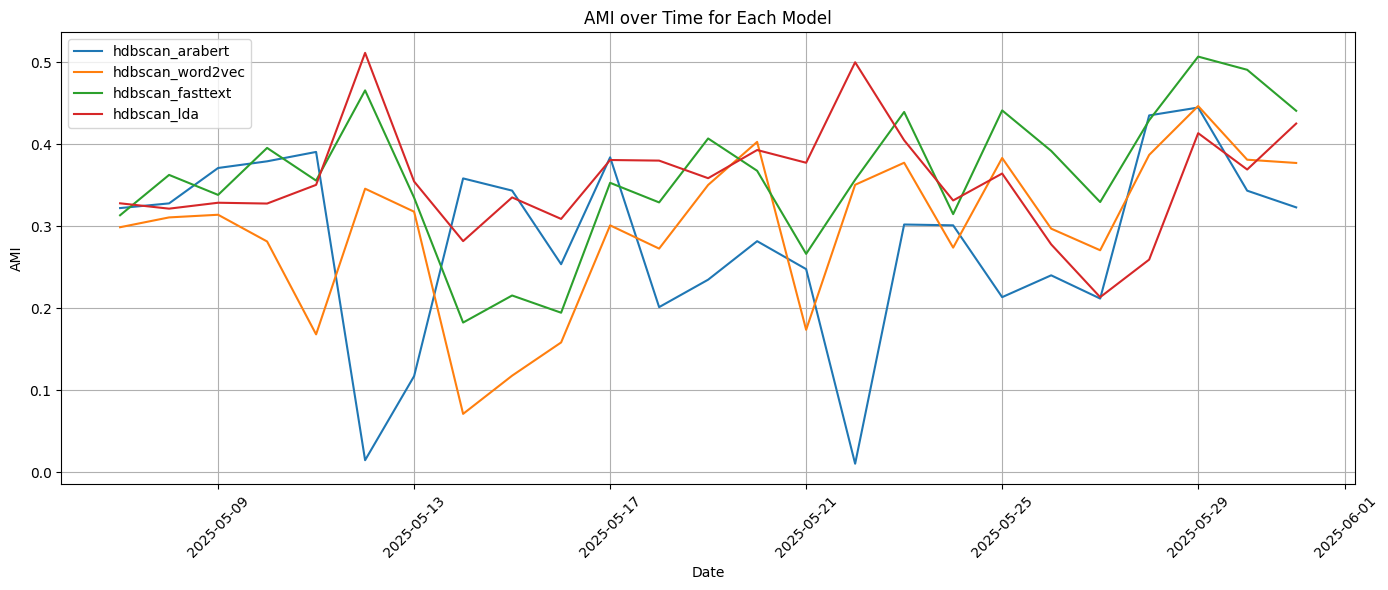 AMI over Time for Each Model
hdbscan_arabert
hdbscan_word2vec
hdbscan_fasttext
hdbscan_lda
AMI
0.5
0.4
0.3
0.2
0.1
0.0
2025-05-09
2025-05-13
2025-05-17
2025-05-21
2025-05-25
2025-05-29
2025-06-01
Date